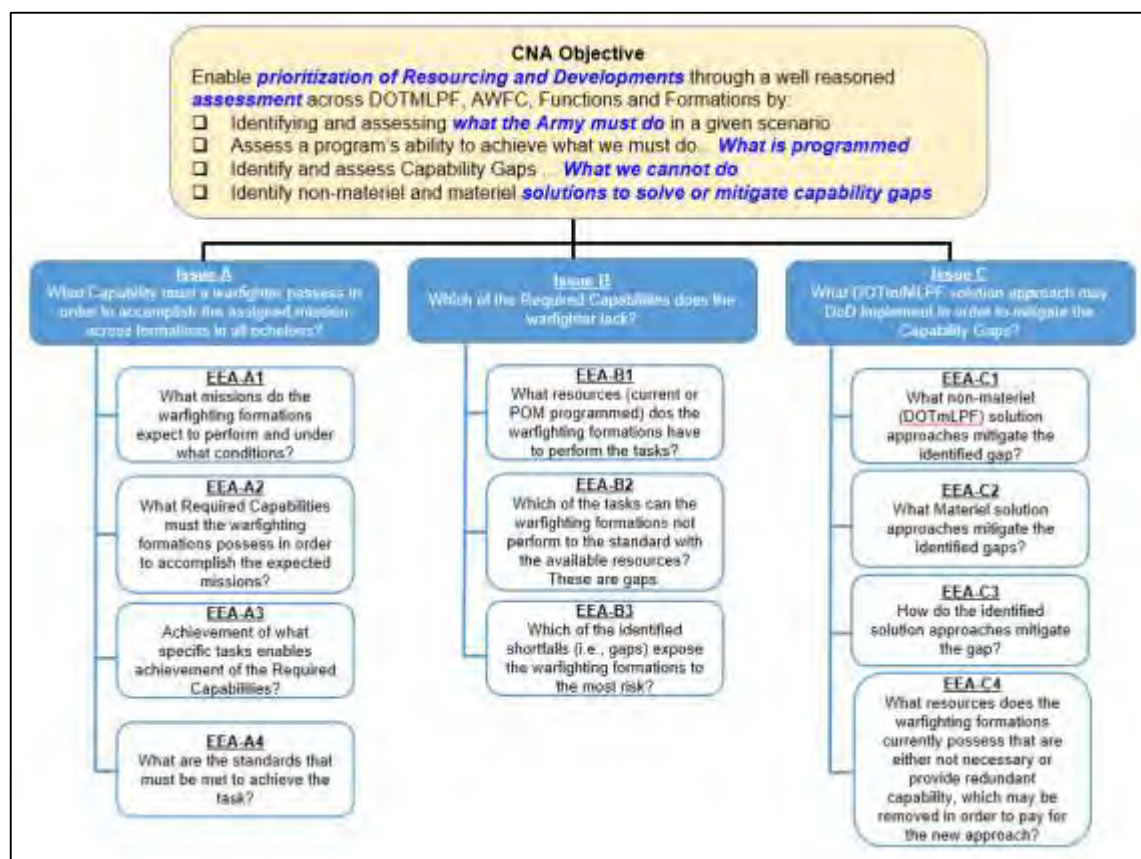 CNA Objective
Enable prioritization of Resourcing and Developments through a well reasoned
assessment across DOTMLPF, AWFC, Functions and Formations by:
❑ Identifying and assessing what the Army must do in a given scenario
❑ Assess a program's ability to achieve what we must do... What is programmed
❑ Identify and assess Capability Gaps ... What we cannot do
❑ Identify non-materiel and materiel solutions to solve or mitigate capability gaps
Issue A
What Capability must a warfighter possess in
order to accomplish the assigned mission
across formations in all echelons?
EEA-A1
What missions do the
warfighting formations
expect to perform and under
what conditions?
EEA-A2
What Required Capabilities
must the warfighting
formations possess in order
to accomplish the expected
missions?
EEA-A3
Achievement of what
specific tasks enables
achievement of the Required
Capabilities?
EEA-A4
What are the standards that
must be met to achieve the
task?
Issue B
Which of the Required Capabilities does the
warfighter lack?
EEA-B1
What resources (current or
POM programmed) dos the
warfighting formations have
to perform the tasks?
EEA-B2
Which of the tasks can the
warfighting formations not
perform to the standard with
the available resources?
These are gaps
EEA-B3
Which of the identified
shortfalls (i.e., gaps) expose
the warfighting formations to
the most risk?
Issue C
What DOTm/MLPF solution approach may
DoD Implement in order to mitigate the
Capability Gaps?
EEA-C1
What non-materiel
(DOTmLPF) solution
approaches mitigate the
identified gap?
EEA-C2
What Materiel solution
approaches mitigate the
identified gaps?
EEA-C3
How do the identified
solution approaches mitigate
the gap?
EEA-C4
What resources does the
warfighting formations
currently possess that are
either not necessary or
provide redundant
capability, which may be
removed in order to pay for
the new approach?